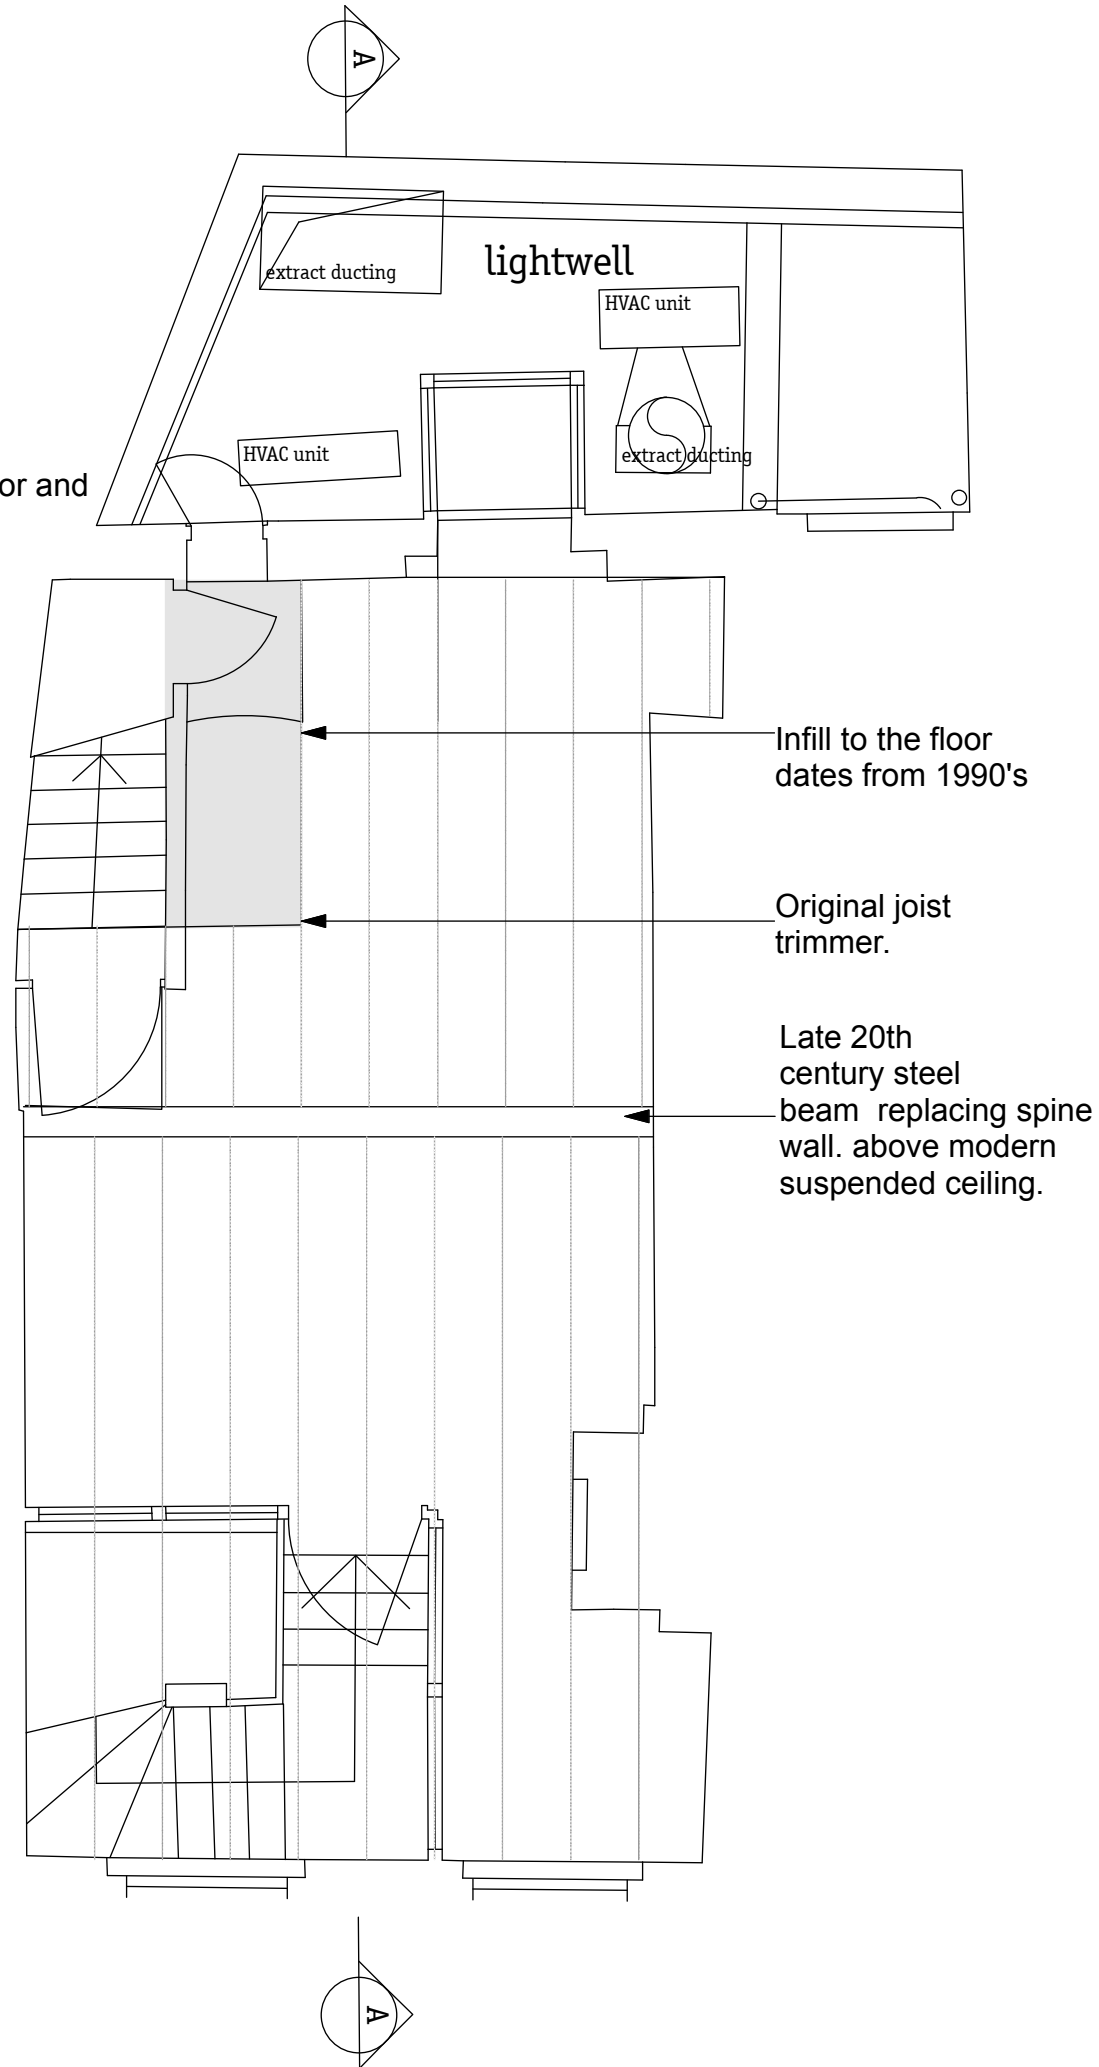 A
lightwell
extract ducting
HVAC unit
HVAC unit
extract ducting
or and
Infill to the floor
dates from 1990's
Original joist
trimmer.
Late 20th
century steel
beam replacing spine
wall. above modern
suspended ceiling.
A